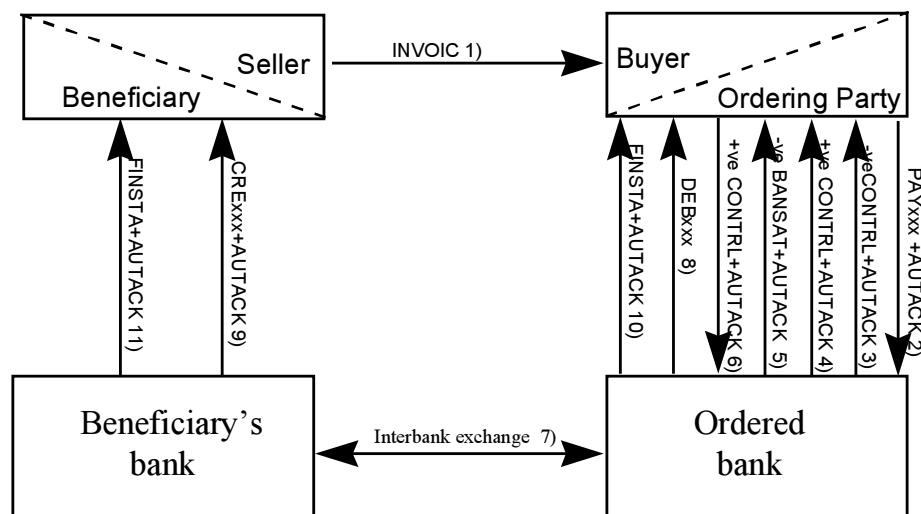 Seller
Beneficiary
INVOIC 1)
Buyer
Ordering Party
FINSTA+AUTACK 11)
CRExxx+AUTACK 9)
FINSTA+AUTACK 10)
DEBxxx 8)
+ve CONTRL+AUTACK 6)
-ve BANSAT+AUTACK 5)
+ve CONTRL+AUTACK 4)
-veCONTRL+AUTACK 3)
PAYxxx +AUTACK 2)
Beneficiary’s
bank
Interbank exchange 7)
Ordered
bank